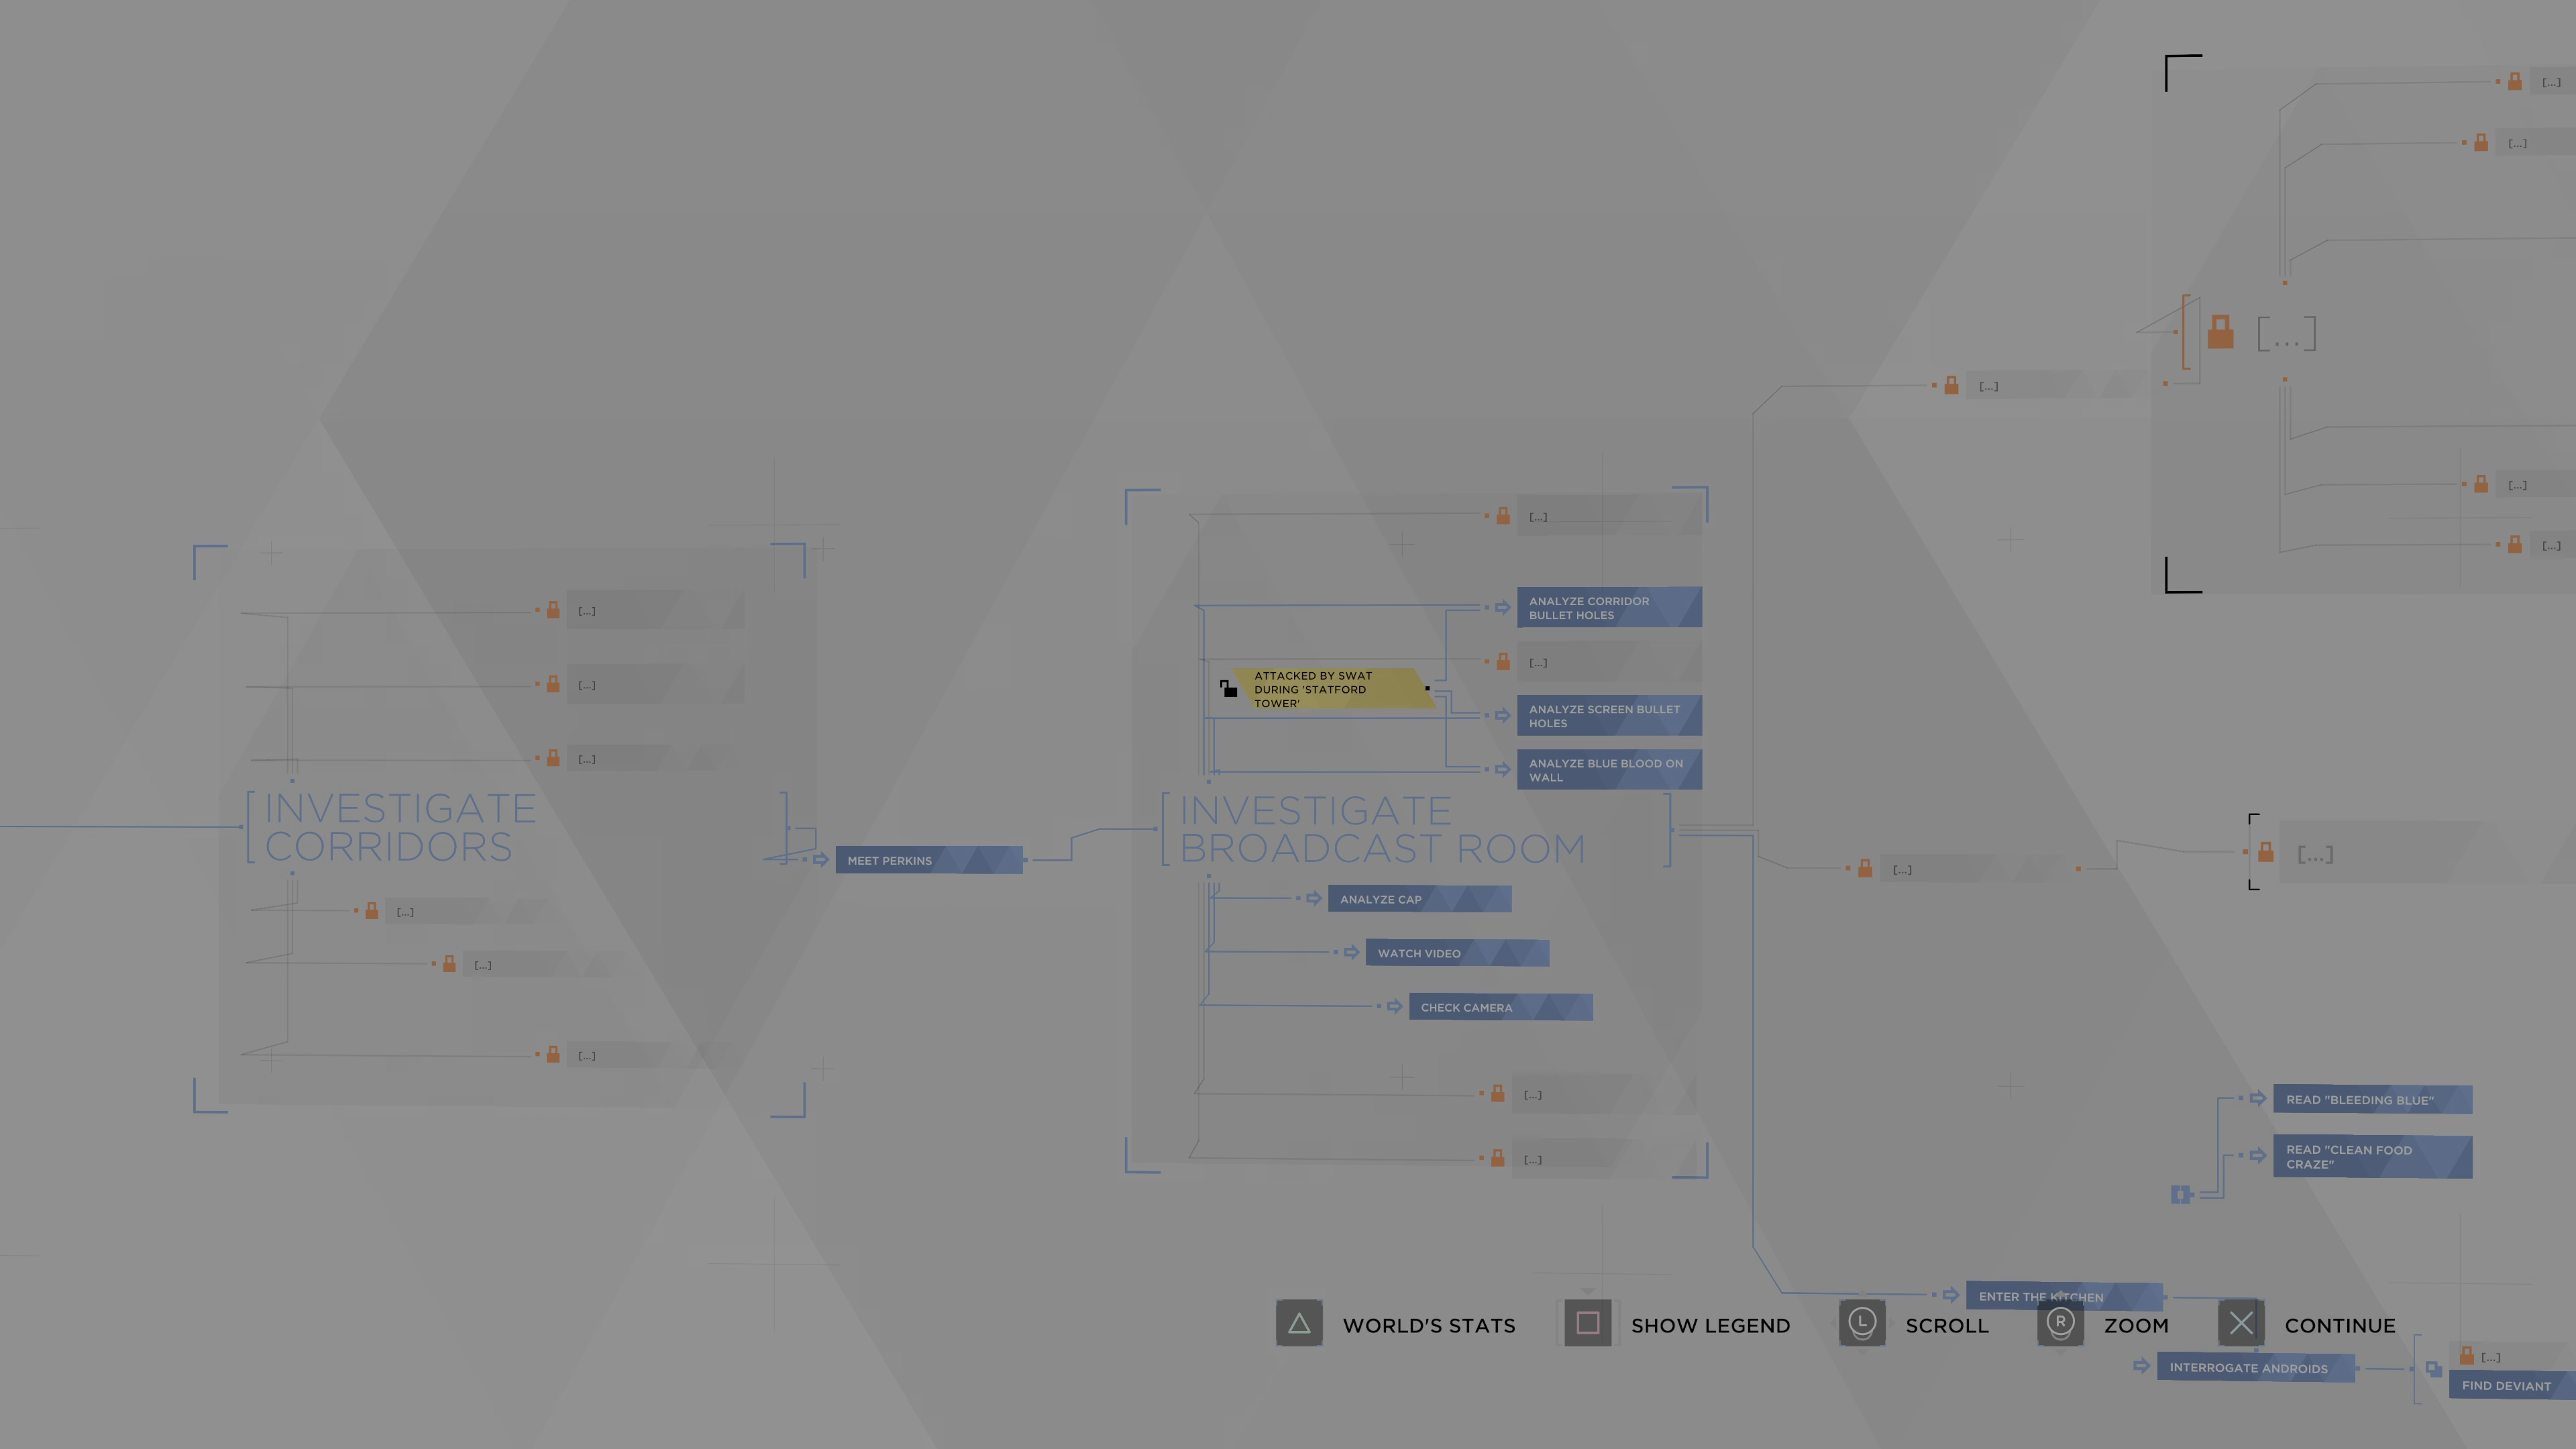 [...]
[...]
[...]
[...]
[...]
[...]
[...]
[...]
[...]
[...]
INVESTIGATE
CORRIDORS
[...]
[...]
[...]
MEET PERKINS
[...]
ANALYZE CORRIDOR
BULLET HOLES
[...]
ATTACKED BY SWAT
DURING 'STATFORD
TOWER'
ANALYZE SCREEN BULLET
HOLES
ANALYZE BLUE BLOOD ON
WALL
INVESTIGATE
BROADCAST ROOM
ANALYZE CAP
WATCH VIDEO
CHECK CAMERA
[...]
[...]
[...]
[...]
READ "BLEEDING BLUE"
READ "CLEAN FOOD
CRAZE"
ENTER THE KITCHEN
INTERROGATE ANDROIDS
[...]
FIND DEVIANT
WORLD'S STATS
SHOW LEGEND
L
SCROLL
R
ZOOM
CONTINUE